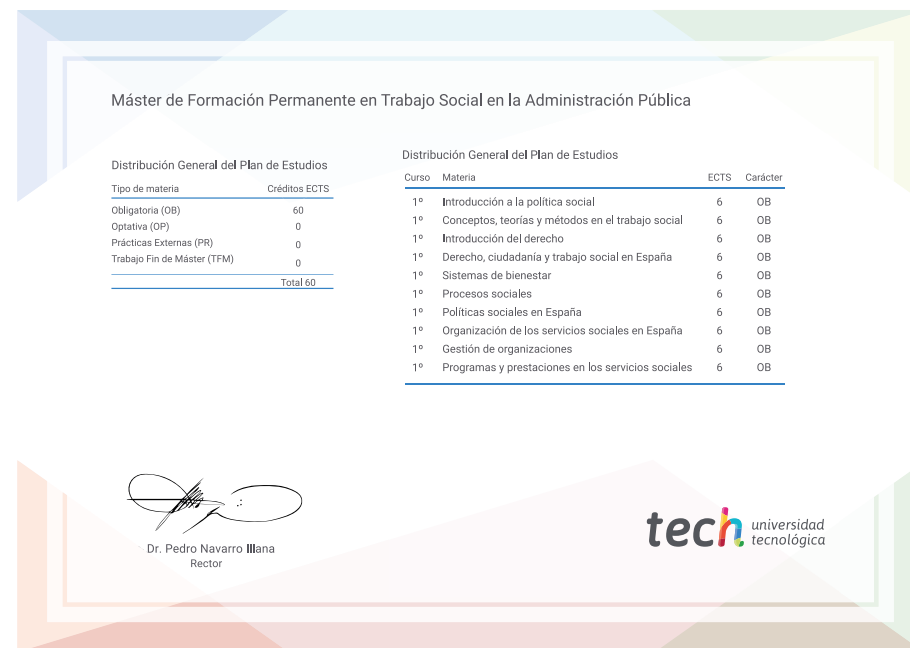 Máster de Formación Permanente en Trabajo Social en la Administración Pública
Distribución General del Plan de Estudios
Tipo de materia Créditos ECTS
Obligatoria (OB) 60
Optativa (OP) 0
Prácticas Externas (PR) 0
Trabajo Fin de Máster (TFM) 0
Total 60
Distribución General del Plan de Estudios
Curso Materia ECTS Carácter
1º Introducción a la política social 6 OB
1º Conceptos, teorías y métodos en el trabajo social 6 OB
1º Introducción del derecho 6 OB
1º Derecho, ciudadanía y trabajo social en España 6 OB
1º Sistemas de bienestar 6 OB
1º Procesos sociales 6 OB
1º Políticas sociales en España 6 OB
1º Organización de los servicios sociales en España 6 OB
1º Gestión de organizaciones 6 OB
1º Programas y prestaciones en los servicios sociales 6 OB
Dr. Pedro Navarro Illana
Rector
tech universidad
tecnológica